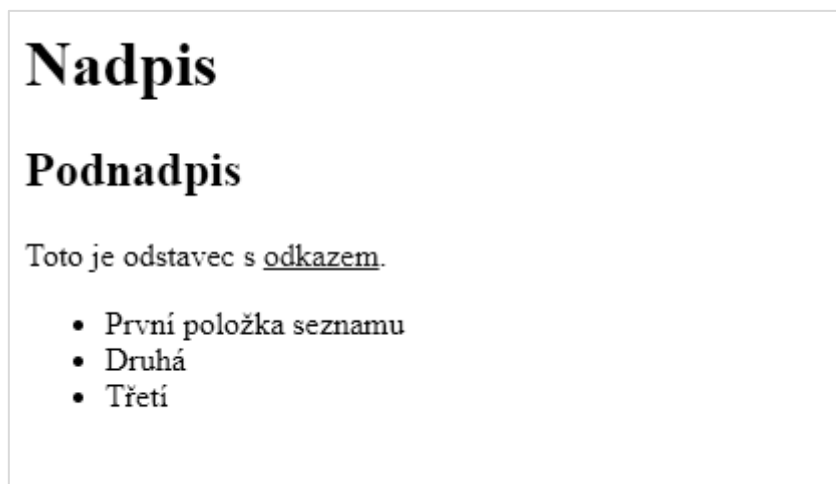 Nadpis
Podnadpis
Toto je odstavec s odkazem.
• První položka seznamu
• Druhá
• Třetí